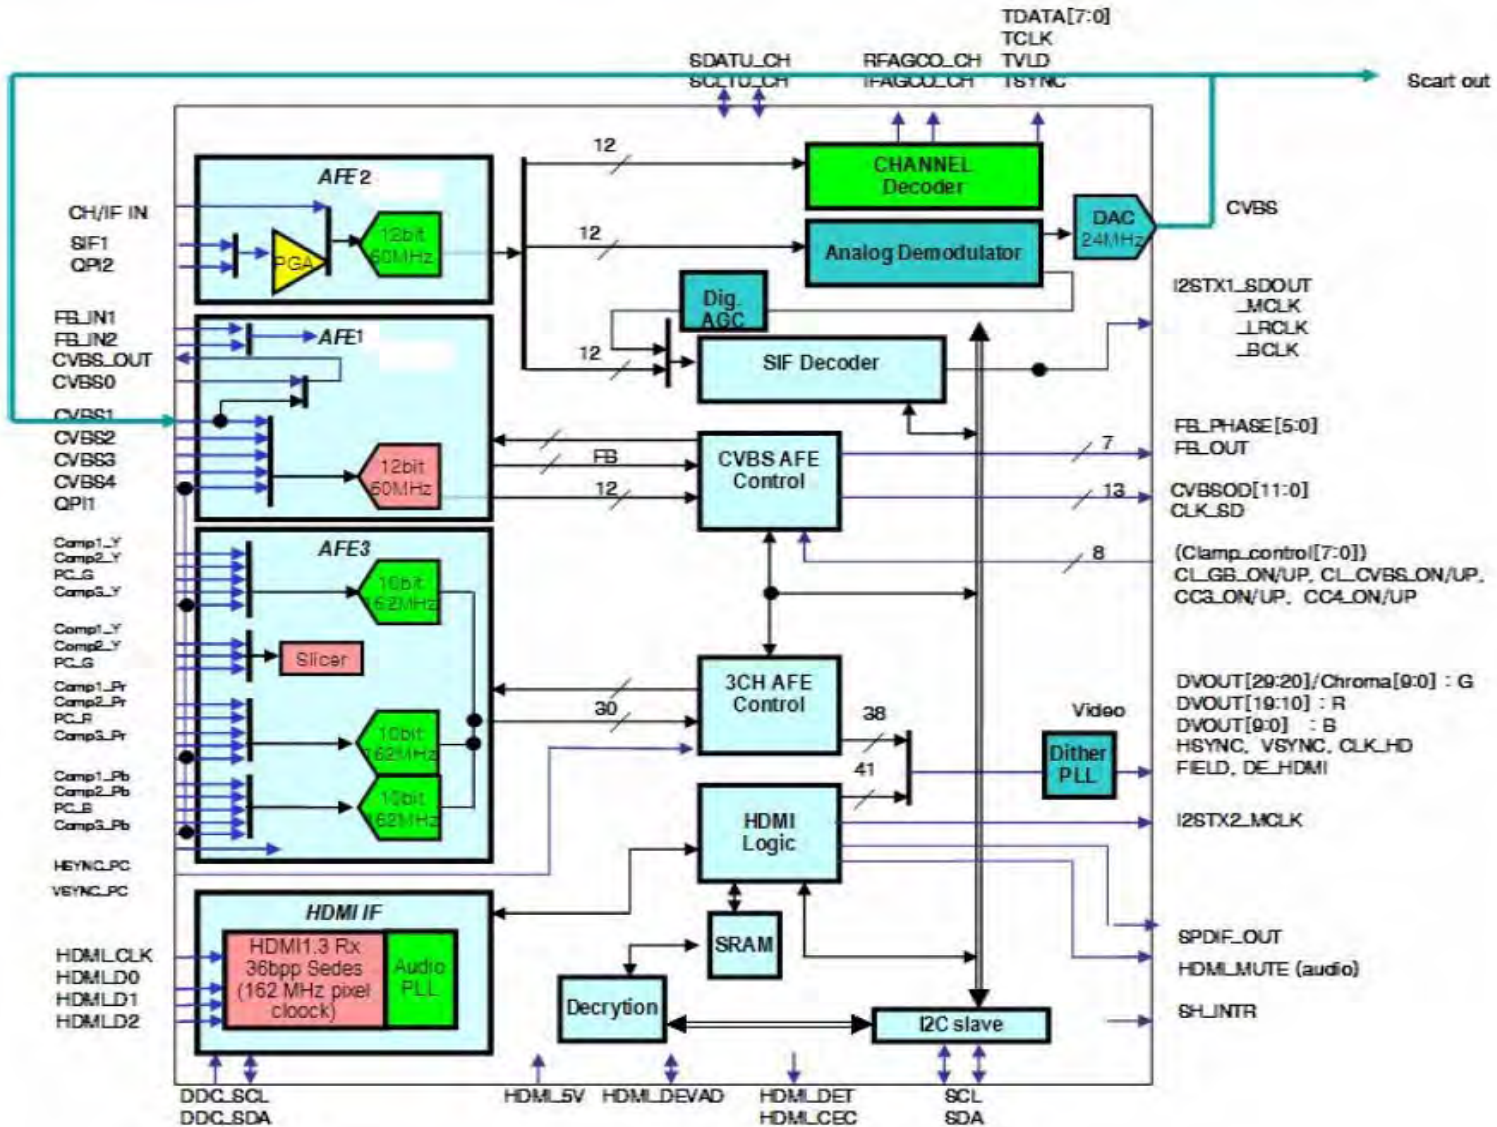 TDATA[7:0]
TCLK
SDATU_CH
RFAGCO_CH
TVLD
SCLTU_CH
IFAGCO_CH
TSYNC
Scart out
AFE2
CH/IF IN
SIF1
QPI2
PGA
12bit
60MHz
12
CHANNEL
Decoder
12
Analog Demodulator
DAC
24MHz
CVBS
Dig.
AGC
12
SIF Decoder
I2STX1_SDOUT
_MCLK
_LRCLK
_BCLK
FB_IN1
FB_IN2
CVBS_OUT
CVBS0
CVBS1
CVBS2
CVBS3
CVBS4
QPI1
AFE1
12bit
60MHz
FB
12
CVBS AFE
Control
7
FB_PHASE[5:0]
FB_OUT
13
CVBSOD[11:0]
CLK_SD
8
(Clamp_control[7:0])
CL_GB_ON/UP, CL_CVBS_ON/UP,
CC3_ON/UP, CC4_ON/UP
AFE3
Comp1_Y
Comp2_Y
PC_G
Comp3_Y
10bit
162MHz
Comp1_Y
Comp2_Y
PC_G
Slicer
Comp1_Pr
Comp2_Pr
PC_R
Comp3_Pr
10bit
162MHz
Comp1_Pb
Comp2_Pb
PC_B
Comp3_Pb
10bit
162MHz
HSYNC_PC
VSYNC_PC
30
3CH AFE
Control
38
41
Video
Dither
PLL
DVOUT[29:20]/Chroma[9:0] : G
DVOUT[19:10] : R
DVOUT[9:0] : B
HSYNC, VSYNC, CLK_HD
FIELD, DE_HDMI
HDMI
Logic
I2STX2_MCLK
SPDIF_OUT
HDMI_MUTE (audio)
SH_INTR
HDMI IF
HDMI_CLK
HDMI_D0
HDMI_D1
HDMI_D2
HDMI1.3 Rx
36bpp Sedes
(162 MHz pixel
cloock)
Audio
PLL
SRAM
Decrytion
I2C slave
DDC_SCL
DDC_SDA
HDMI_5V
HDMI_DEVAD
HDMI_DET
HDMI_CEC
SCL
SDA